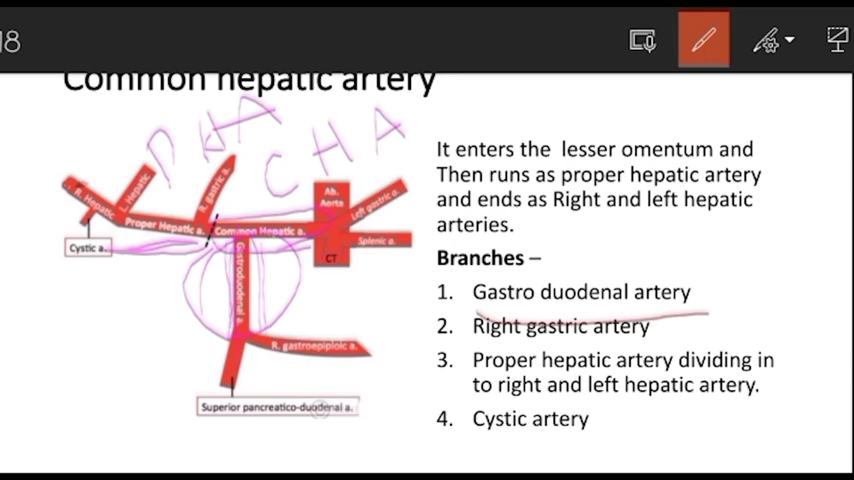 18
Common hepatic artery
PHA
CHA
It enters the lesser omentum and
Then runs as proper hepatic artery
and ends as Right and left hepatic
arteries.
Branches –
1. Gastro duodenal artery
2. Right gastric artery
3. Proper hepatic artery dividing in
to right and left hepatic artery.
4. Cystic artery
R. Hepatic
L. Hepatic
R. gastric a.
Ab.
Aorta
Left gastric a.
Proper Hepatic a.
Common Hepatic a.
Splenic a.
Cystic a.
CT
Gastroduodenal a.
R. gastroepiploic a.
Superior pancreatico-duodenal a.